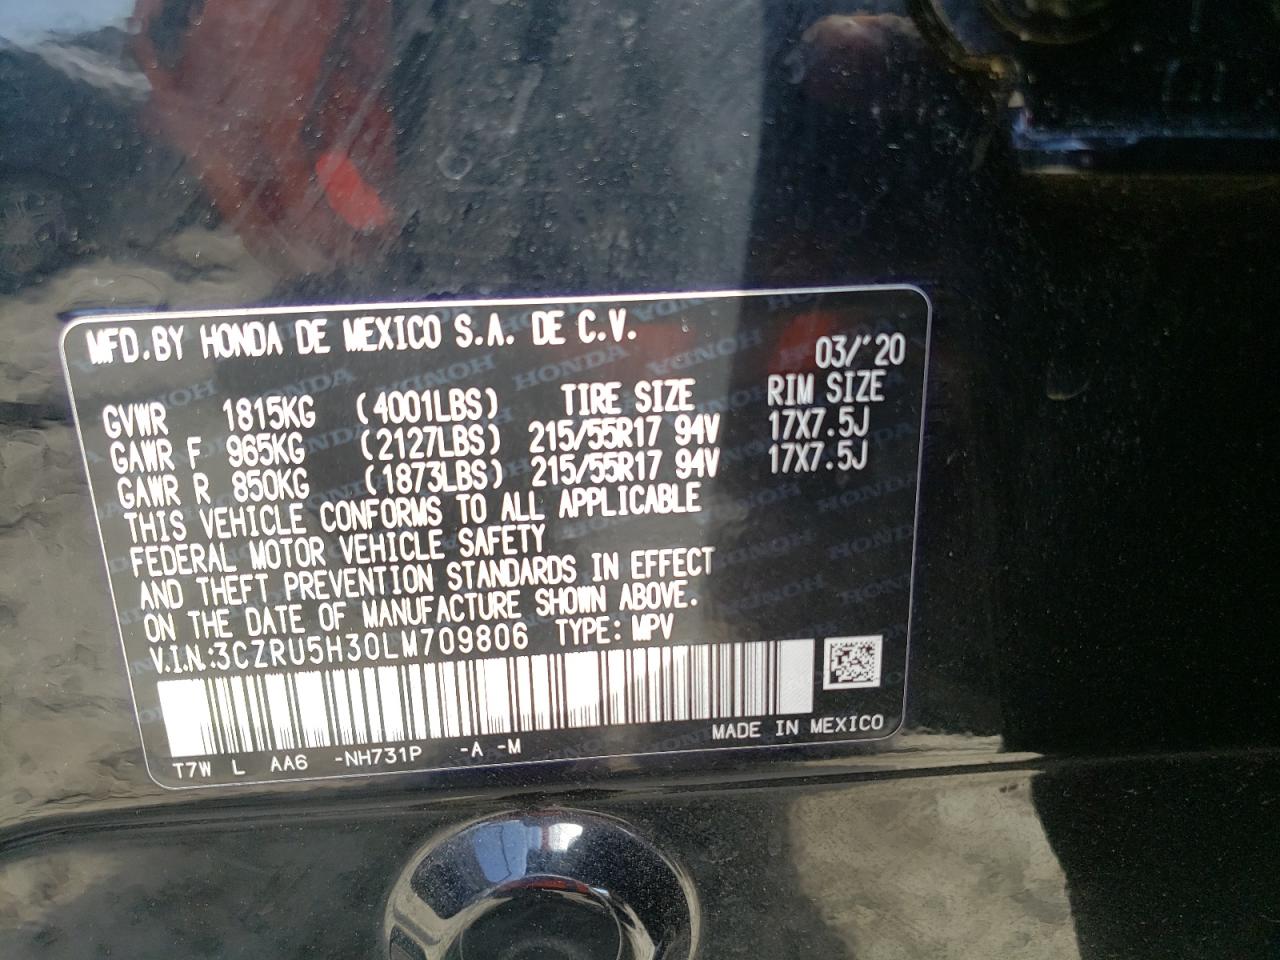 MFD.BY HONDA DE MEXICO S.A. DE C.V.
03/'20
GVWR 1815KG (4001LBS) TIRE SIZE RIM SIZE
GAWR F 965KG (2127LBS) 215/55R17 94V 17X7.5J
GAWR R 850KG (1873LBS) 215/55R17 94V 17X7.5J
THIS VEHICLE CONFORMS TO ALL APPLICABLE
FEDERAL MOTOR VEHICLE SAFETY
AND THEFT PREVENTION STANDARDS IN EFFECT
ON THE DATE OF MANUFACTURE SHOWN ABOVE.
V.I.N.:3CZRU5H30LM709806 TYPE: MPV
MADE IN MEXICO
T7W L AA6 -NH731P -A -M